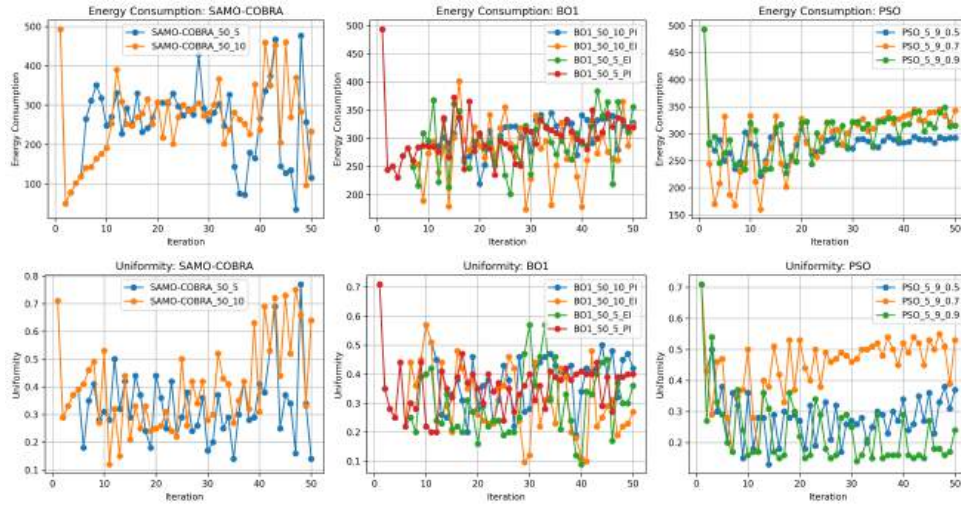 Energy Consumption: SAMO-COBRA
Energy Consumption
500
400
300
200
100
SAMO-COBRA_50_5
SAMO-COBRA_50_10
0
10
20
30
40
50
Iteration
Energy Consumption: BO1
Energy Consumption
500
450
400
350
300
250
200
BO1_50_10_PI
BO1_50_10_EI
BO1_50_5_EI
BO1_50_5_PI
0
10
20
30
40
50
Iteration
Energy Consumption: PSO
Energy Consumption
500
450
400
350
300
250
200
150
PSO_5_9_0.5
PSO_5_9_0.7
PSO_5_9_0.9
0
10
20
30
40
50
Iteration
Uniformity: SAMO-COBRA
Uniformity
0.8
0.7
0.6
0.5
0.4
0.3
0.2
0.1
SAMO-COBRA_50_5
SAMO-COBRA_50_10
0
10
20
30
40
50
Iteration
Uniformity: BO1
Uniformity
0.7
0.6
0.5
0.4
0.3
0.2
0.1
BO1_50_10_PI
BO1_50_10_EI
BO1_50_5_EI
BO1_50_5_PI
0
10
20
30
40
50
Iteration
Uniformity: PSO
Uniformity
0.7
0.6
0.5
0.4
0.3
0.2
PSO_5_9_0.5
PSO_5_9_0.7
PSO_5_9_0.9
0
10
20
30
40
50
Iteration